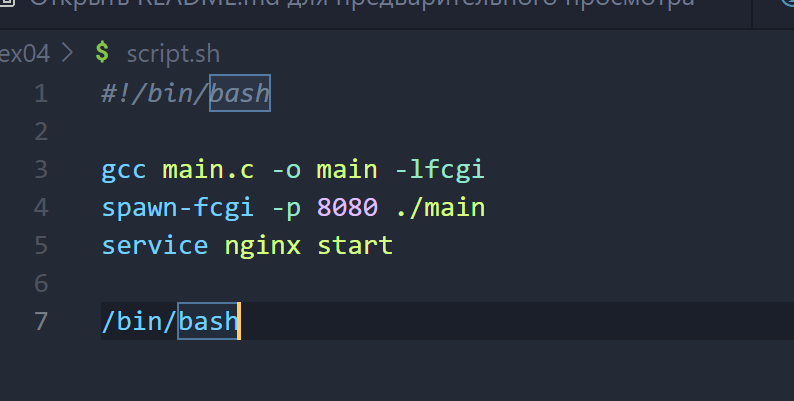 Открыть README.md для предварительного просмотра
ex04 > $ script.sh
1 #!/bin/bash
2
3 gcc main.c -o main -lfcgi
4 spawn-fcgi -p 8080 ./main
5 service nginx start
6
7 /bin/bash